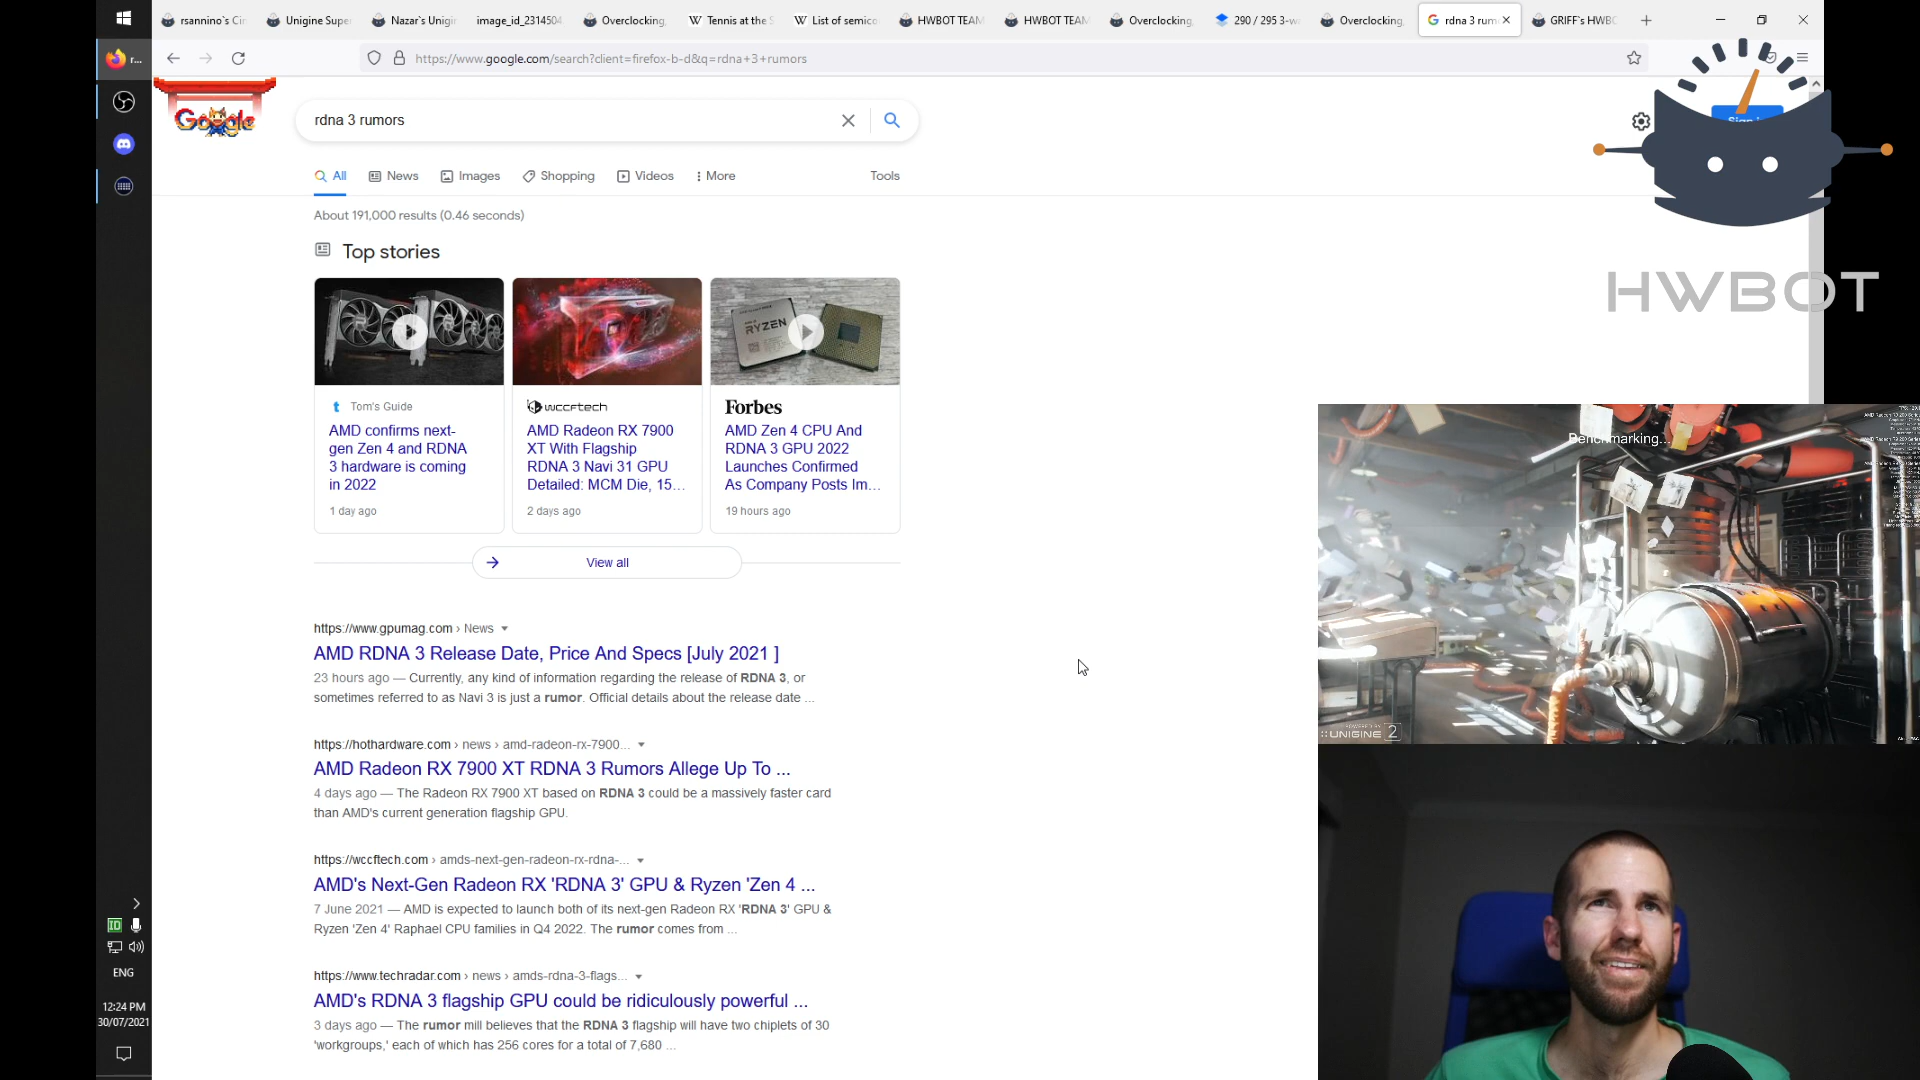 rsannino`s Cin
Unigine Supe
Nazar`s Unigi
image_id_2314504
Overclocking,
Tennis at the S
List of semico
HWBOT TEAM
HWBOT TEAM
Overclocking,
290 / 295 3-w
Overclocking,
rdna 3 rum
GRIFF's HWBO
r...
https://www.google.com/search?client=firefox-b-d&q=rdna+3+rumors
Google
rdna 3 rumors
Sign i
All
News
Images
Shopping
Videos
More
Tools
About 191,000 results (0.46 seconds)
Top stories
HWBOT
RYZEN
Tom's Guide
AMD confirms next-
gen Zen 4 and RDNA
3 hardware is coming
in 2022
1 day ago
wccftech
AMD Radeon RX 7900
XT With Flagship
RDNA 3 Navi 31 GPU
Detailed: MCM Die, 15...
2 days ago
Forbes
AMD Zen 4 CPU And
RDNA 3 GPU 2022
Launches Confirmed
As Company Posts Im...
19 hours ago
View all
https://www.gpumag.com › News
AMD RDNA 3 Release Date, Price And Specs [July 2021 ]
23 hours ago — Currently, any kind of information regarding the release of RDNA 3, or
sometimes referred to as Navi 3 is just a rumor. Official details about the release date ...
https://hothardware.com › news › amd-radeon-rx-7900...
AMD Radeon RX 7900 XT RDNA 3 Rumors Allege Up To ...
4 days ago — The Radeon RX 7900 XT based on RDNA 3 could be a massively faster card
than AMD's current generation flagship GPU.
https://wccftech.com › amds-next-gen-radeon-rx-rdna-...
AMD's Next-Gen Radeon RX 'RDNA 3' GPU & Ryzen 'Zen 4 ...
7 June 2021 — AMD is expected to launch both of its next-gen Radeon RX 'RDNA 3' GPU &
Ryzen 'Zen 4' Raphael CPU families in Q4 2022. The rumor comes from ...
https://www.techradar.com › news › amds-rdna-3-flags...
AMD's RDNA 3 flagship GPU could be ridiculously powerful ...
3 days ago — The rumor mill believes that the RDNA 3 flagship will have two chiplets of 30
'workgroups,' each of which has 256 cores for a total of 7,680 ...
Benchmarking...
POWERED BY
UNIGINE 2
ID
ENG
12:24 PM
30/07/2021